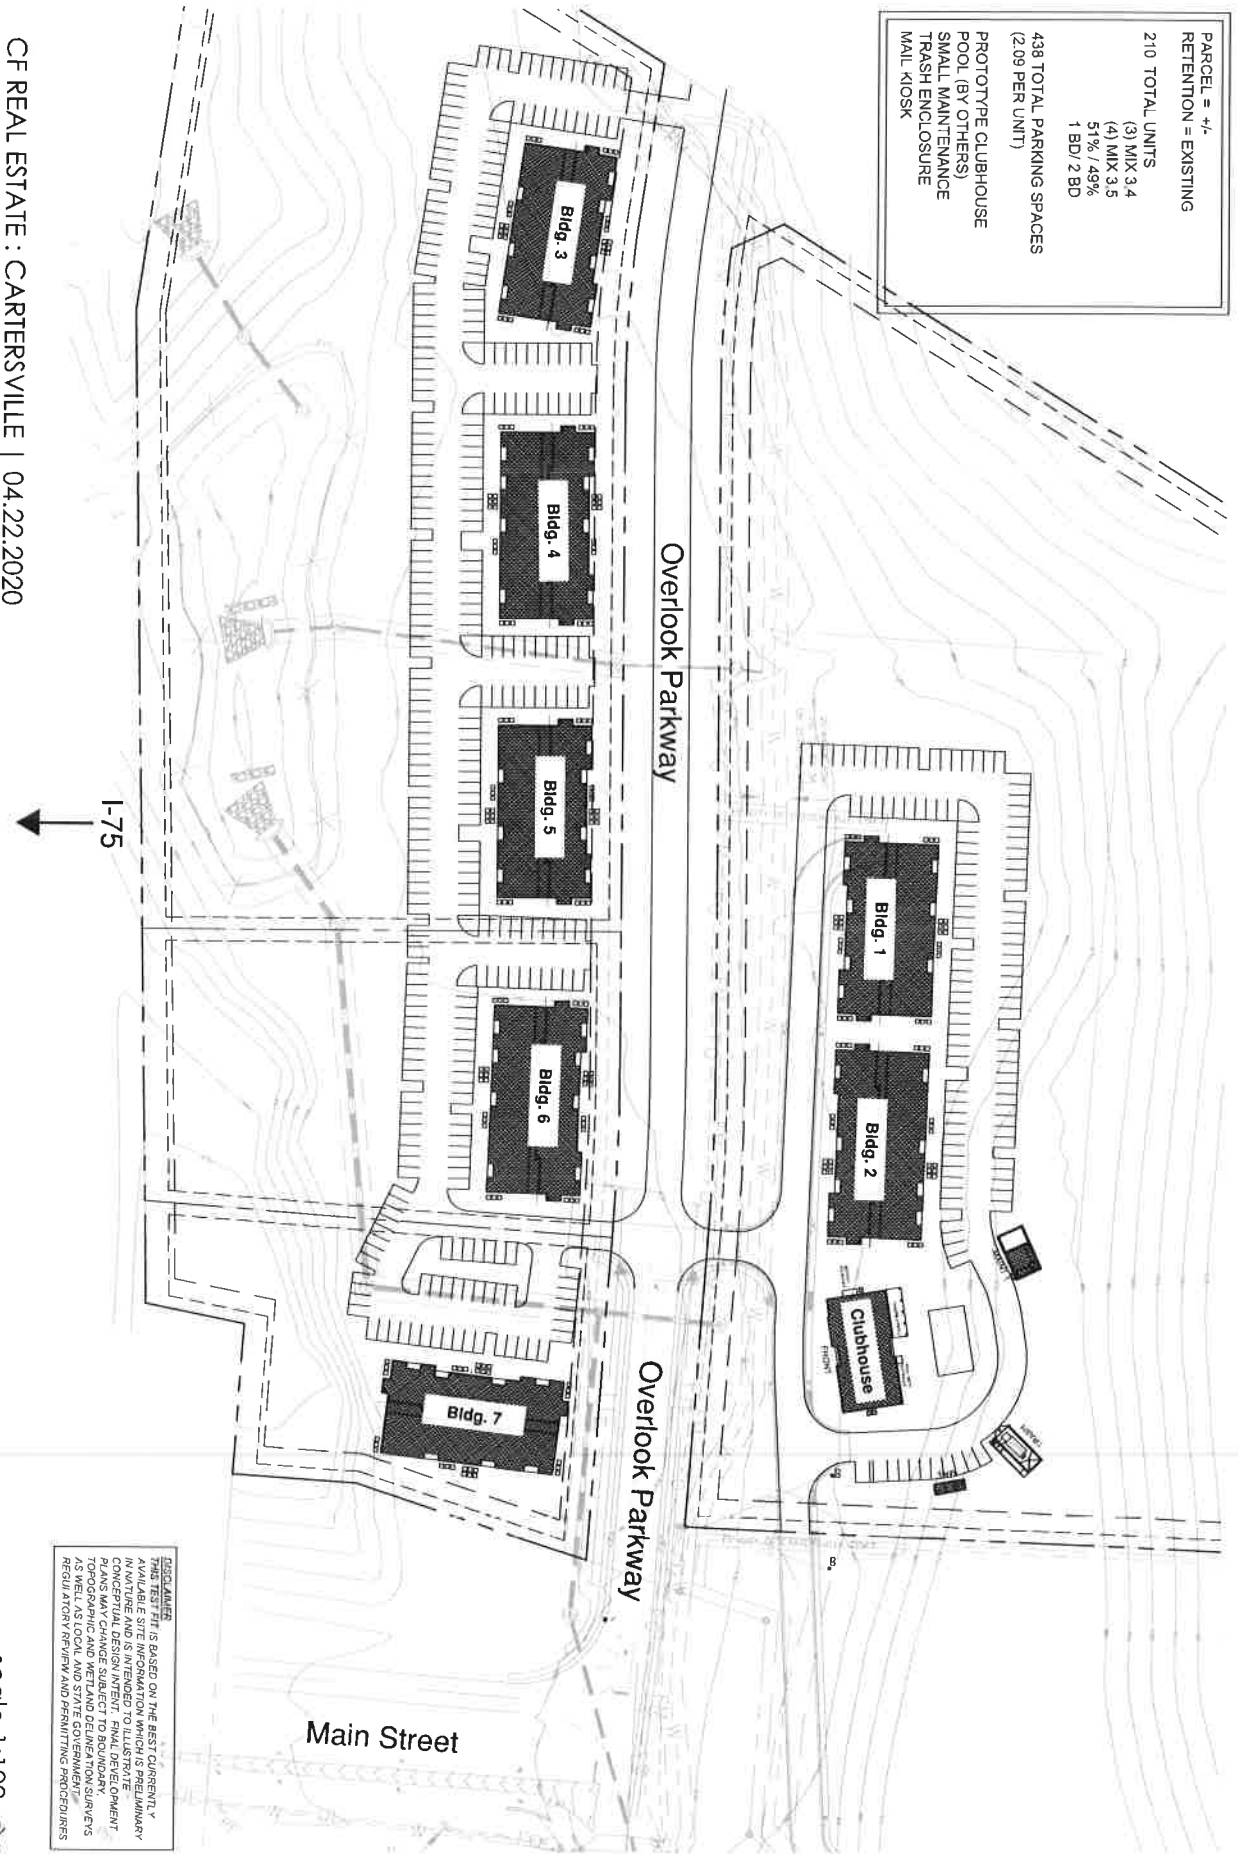 PARCEL = +/-
RETENTION = EXISTING
210 TOTAL UNITS
(3) MIX 3.4
(4) MIX 3.5
51% / 49%
1 BD/ 2 BD
438 TOTAL PARKING SPACES
(2.09 PER UNIT)
PROTOTYPE CLUBHOUSE
POOL (BY OTHERS)
SMALL MAINTENANCE
TRASH ENCLOSURE
MAIL KIOSK
Bldg. 1
Bldg. 2
Clubhouse
FRONT
MAINT
TRASH
Overlook Parkway
Overlook Parkway
Bldg. 3
Bldg. 4
Bldg. 5
Bldg. 6
Bldg. 7
Main Street
I-75
DISCLAIMER
THIS TEST FIT IS BASED ON THE BEST CURRENTLY
AVAILABLE SITE INFORMATION WHICH IS PRELIMINARY
IN NATURE AND IS INTENDED TO ILLUSTRATE
CONCEPTUAL DESIGN INTENT. FINAL DEVELOPMENT
PLANS MAY CHANGE SUBJECT TO BOUNDARY,
TOPOGRAPHIC AND WETLAND DELINEATION SURVEYS
AS WELL AS LOCAL AND STATE GOVERNMENT
REGULATORY REVIEW AND PERMITTING PROCEDURES
CF REAL ESTATE : CARTERSVILLE | 04.22.2020